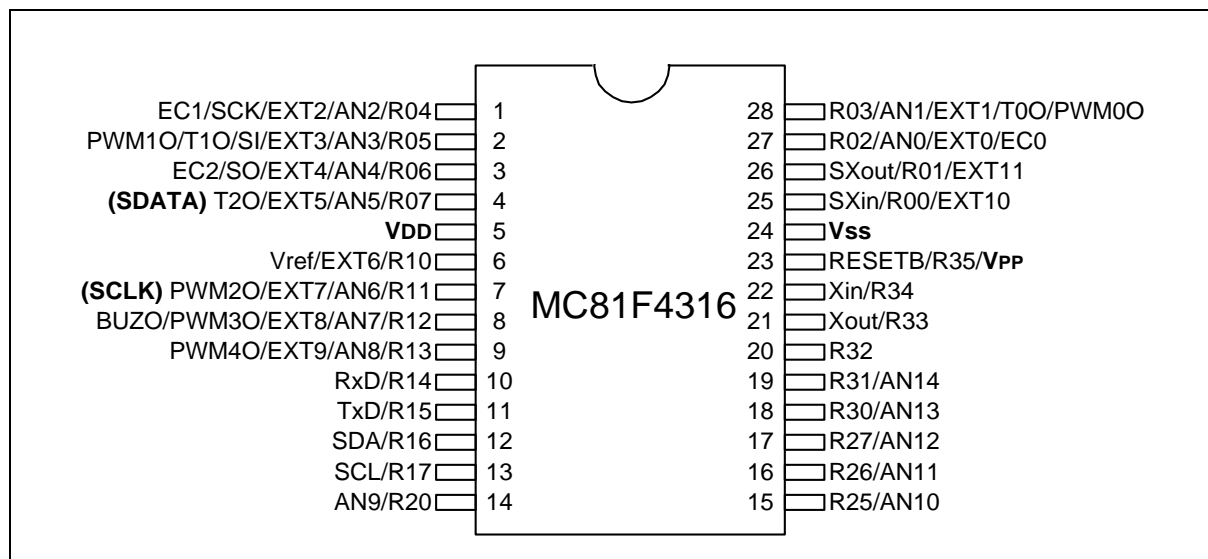 EC1/SCK/EXT2/AN2/R04 1 28 R03/AN1/EXT1/T0O/PWM0O
PWM1O/T1O/SI/EXT3/AN3/R05 2 27 R02/AN0/EXT0/EC0
EC2/SO/EXT4/AN4/R06 3 26 SXout/R01/EXT11
(SDATA) T2O/EXT5/AN5/R07 4 25 SXin/R00/EXT10
VDD 5 24 Vss
Vref/EXT6/R10 6 23 RESETB/R35/VPP
(SCLK) PWM2O/EXT7/AN6/R11 7 22 Xin/R34
MC81F4316
BUZO/PWM3O/EXT8/AN7/R12 8 21 Xout/R33
PWM4O/EXT9/AN8/R13 9 20 R32
RxD/R14 10 19 R31/AN14
TxD/R15 11 18 R30/AN13
SDA/R16 12 17 R27/AN12
SCL/R17 13 16 R26/AN11
AN9/R20 14 15 R25/AN10